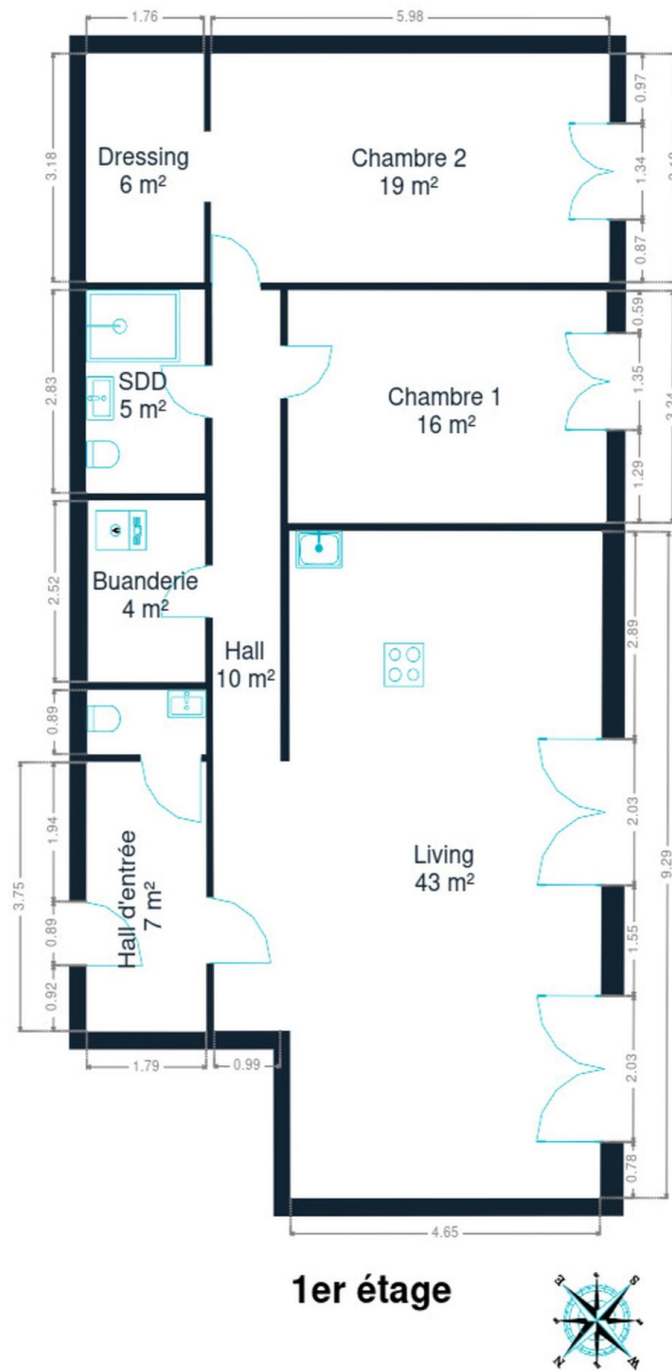 1.76
5.98
Dressing
6 m²
Chambre 2
19 m²
3.18
0.97
1.34
0.87
SDD
5 m²
2.83
Chambre 1
16 m²
0.59
1.35
1.29
Buanderie
4 m²
2.52
Hall
10 m²
2.89
0.89
Living
43 m²
2.03
9.29
Hall d'entrée
7 m²
3.75
1.94
0.89
0.92
1.55
2.03
0.78
1.79
0.99
4.65
1er étage
E
S
N
W